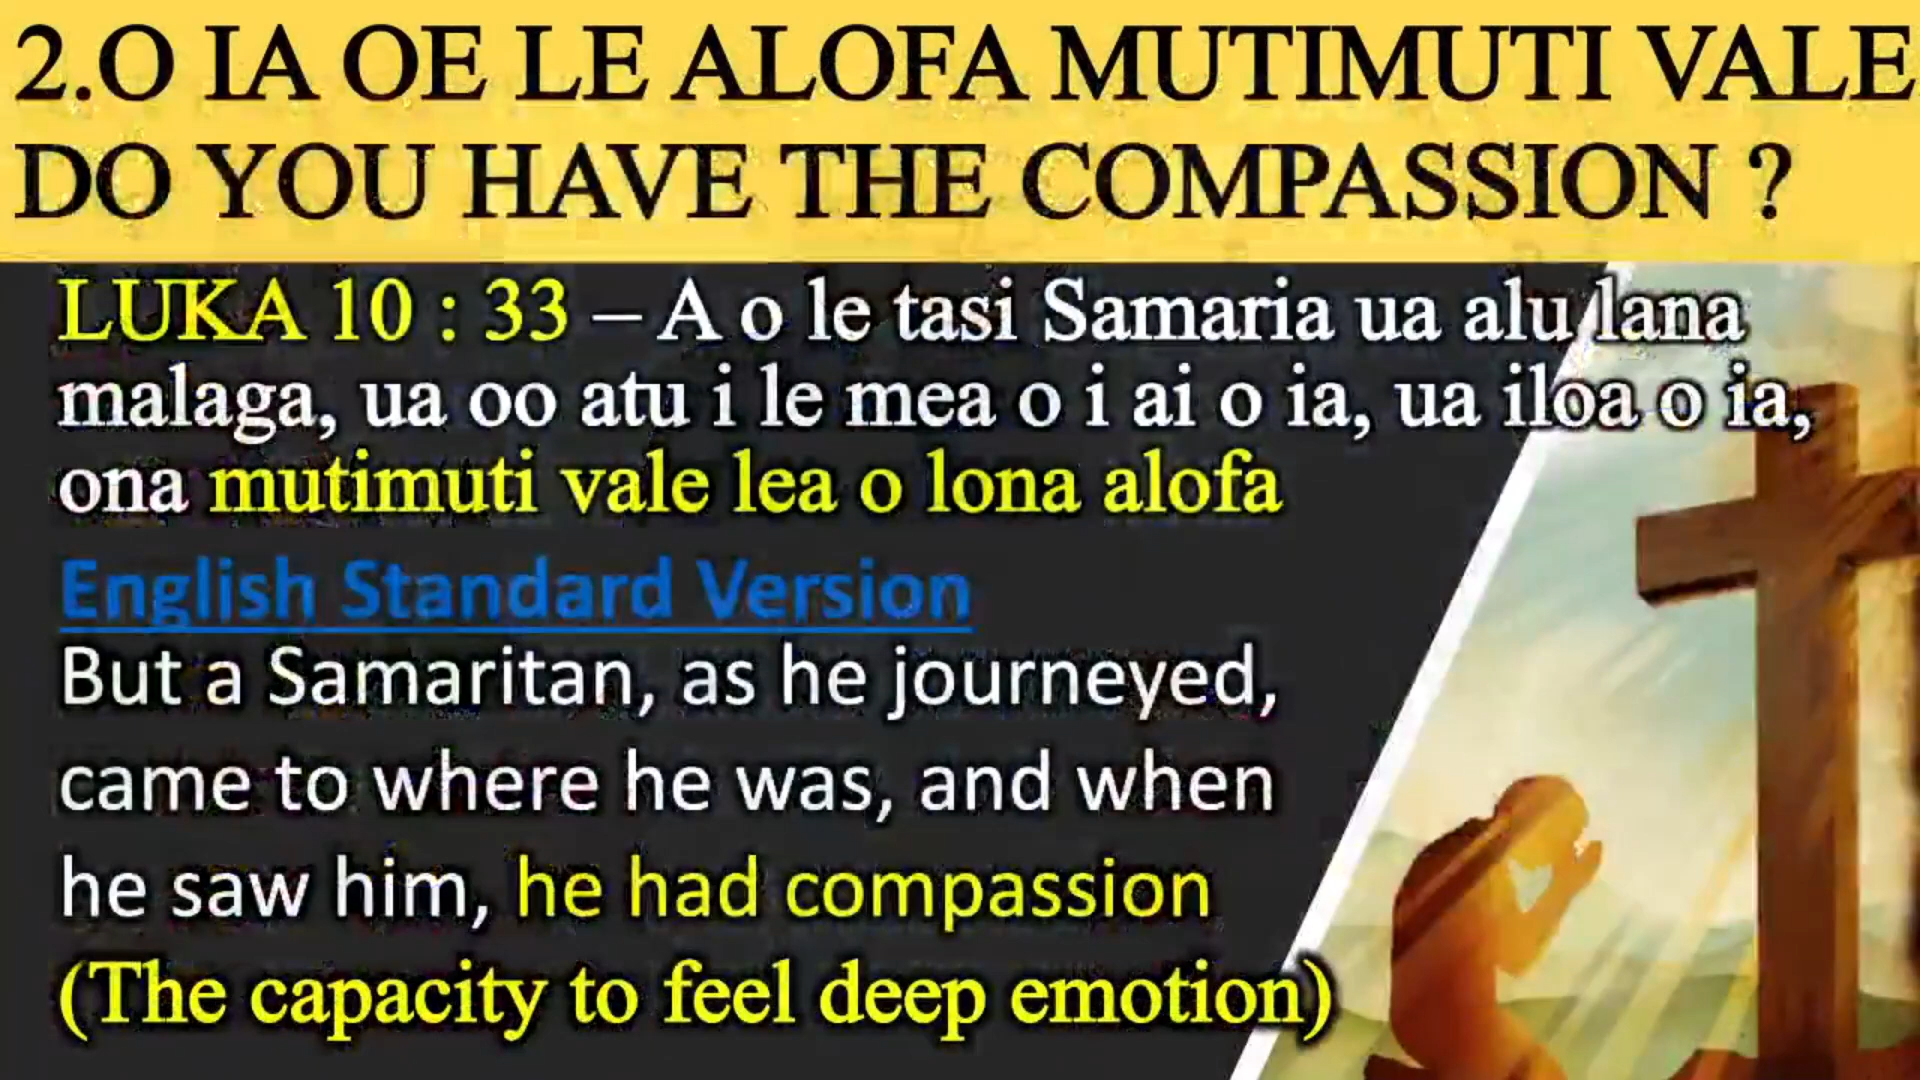 2.O IA OE LE ALOFA MUTIMUTI VALE
DO YOU HAVE THE COMPASSION ?
LUKA 10 : 33 – A o le tasi Samaria ua alu lana
malaga, ua oo atu i le mea o i ai o ia, ua iloa o ia,
ona mutimuti vale lea o lona alofa
English Standard Version
But a Samaritan, as he journeyed,
came to where he was, and when
he saw him, he had compassion
(The capacity to feel deep emotion)